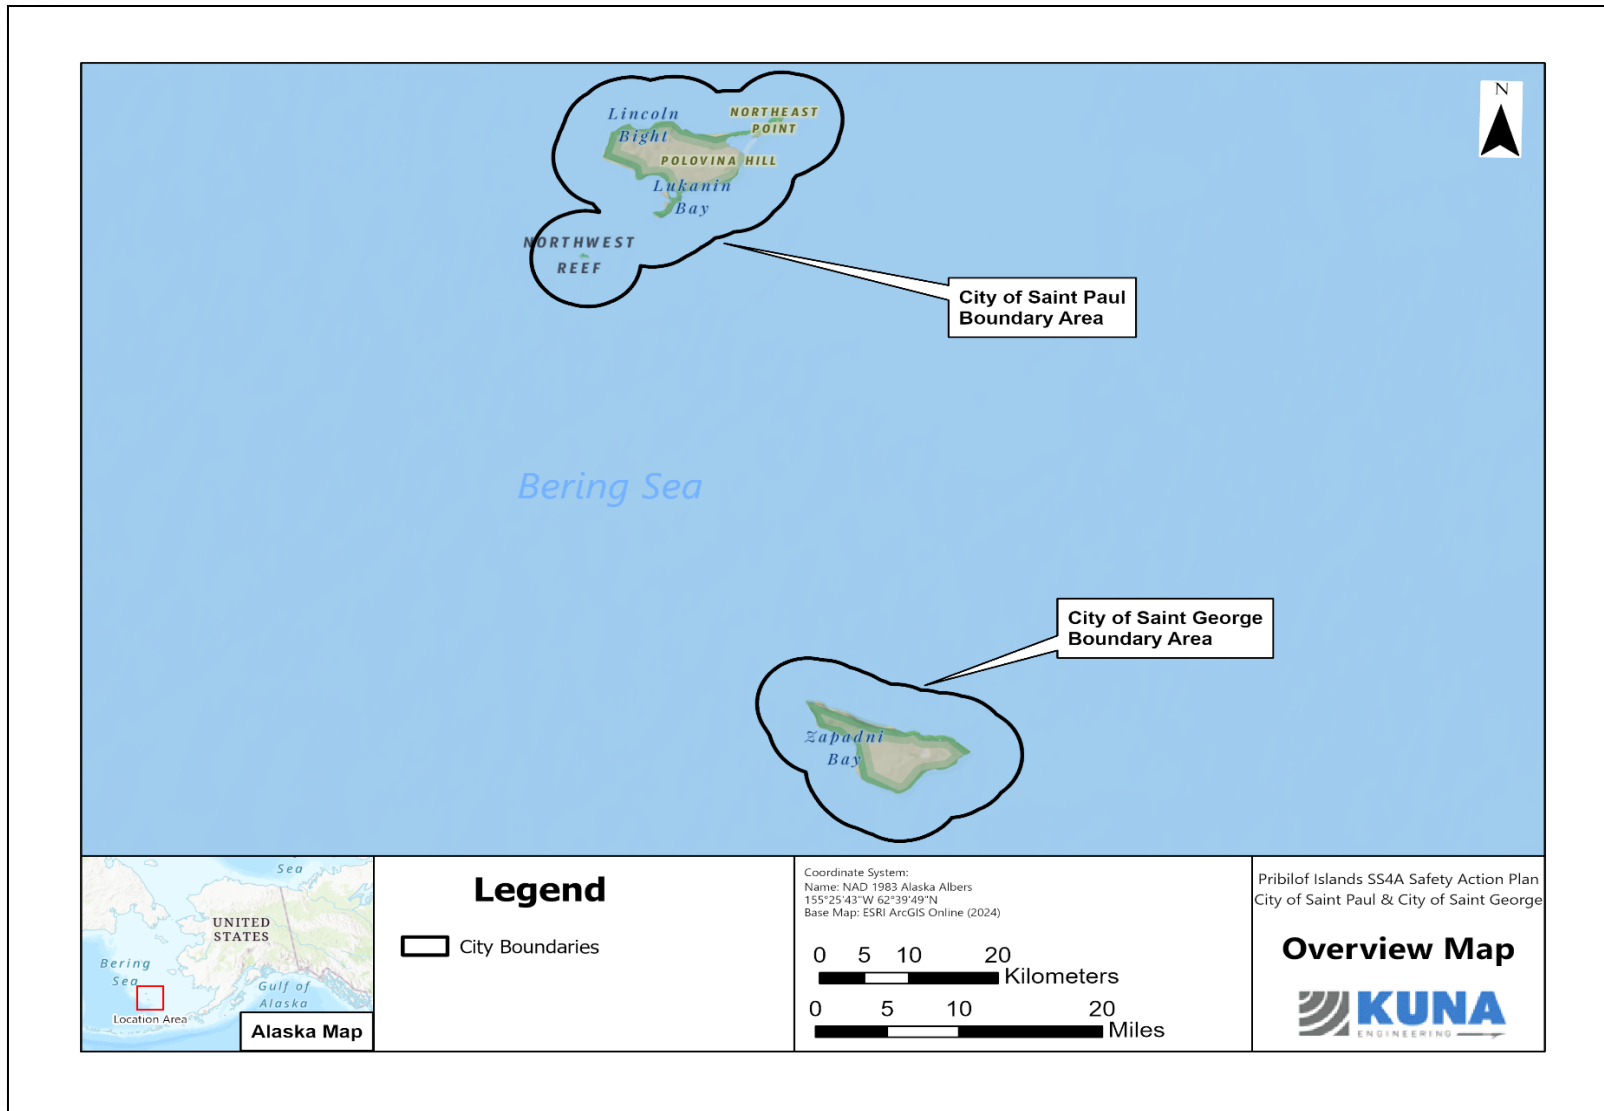 N
Lincoln
Bight
NORTHEAST
POINT
POLOVINA HILL
Lukanin
Bay
NORTHWEST
REEF
City of Saint Paul
Boundary Area
Bering Sea
City of Saint George
Boundary Area
Zapadni
Bay
Sea
UNITED
STATES
Bering
Sea
Gulf of
Alaska
Location Area
Alaska Map
Legend
City Boundaries
Coordinate System:
Name: NAD 1983 Alaska Albers
155°25'43"W 62°39'49"N
Base Map: ESRI ArcGIS Online (2024)
0 5 10 20
Kilometers
0 5 10 20
Miles
Pribilof Islands SS4A Safety Action Plan
City of Saint Paul & City of Saint George
Overview Map
KUNA
ENGINEERING